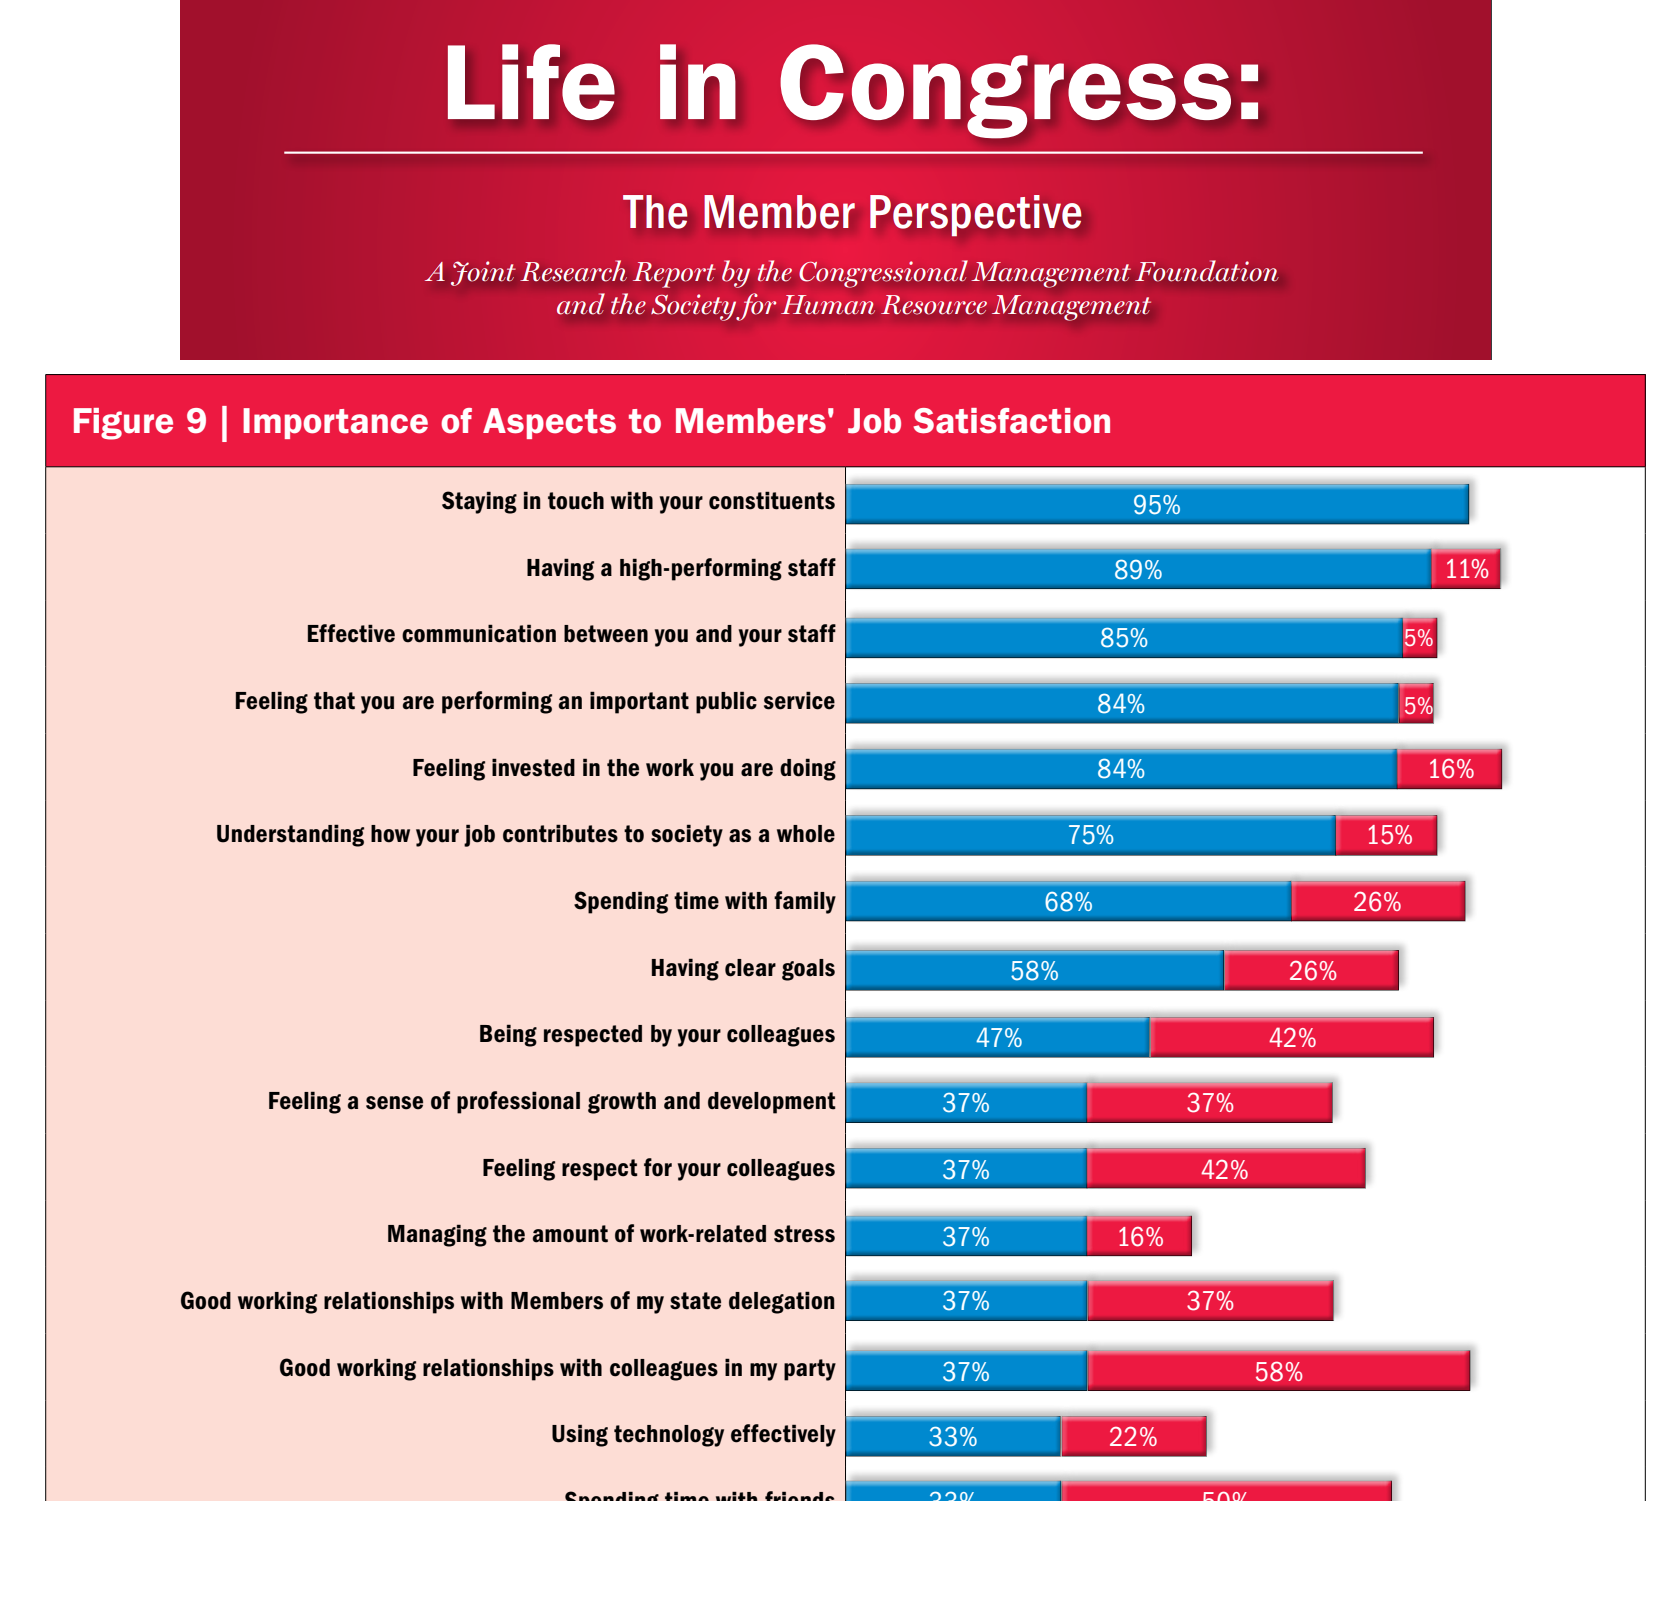 Life in Congress:
The Member Perspective
A Joint Research Report by the Congressional Management Foundation
and the Society for Human Resource Management
Figure 9 | Importance of Aspects to Members' Job Satisfaction
Staying in touch with your constituents 95%
Having a high-performing staff 89% 11%
Effective communication between you and your staff 85% 5%
Feeling that you are performing an important public service 84% 5%
Feeling invested in the work you are doing 84% 16%
Understanding how your job contributes to society as a whole 75% 15%
Spending time with family 68% 26%
Having clear goals 58% 26%
Being respected by your colleagues 47% 42%
Feeling a sense of professional growth and development 37% 37%
Feeling respect for your colleagues 37% 42%
Managing the amount of work-related stress 37% 16%
Good working relationships with Members of my state delegation 37% 37%
Good working relationships with colleagues in my party 37% 58%
Using technology effectively 33% 22%
Spending time with friends 33% 50%